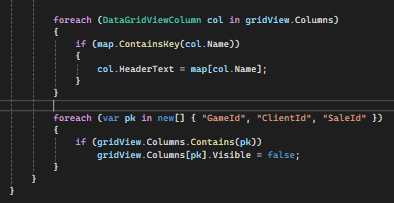 foreach (DataGridViewColumn col in gridView.Columns)
{
if (map.ContainsKey(col.Name))
{
col.HeaderText = map[col.Name];
}
}
foreach (var pk in new[] { "GameId", "ClientId", "SaleId" })
{
if (gridView.Columns.Contains(pk))
gridView.Columns[pk].Visible = false;
}
}
}